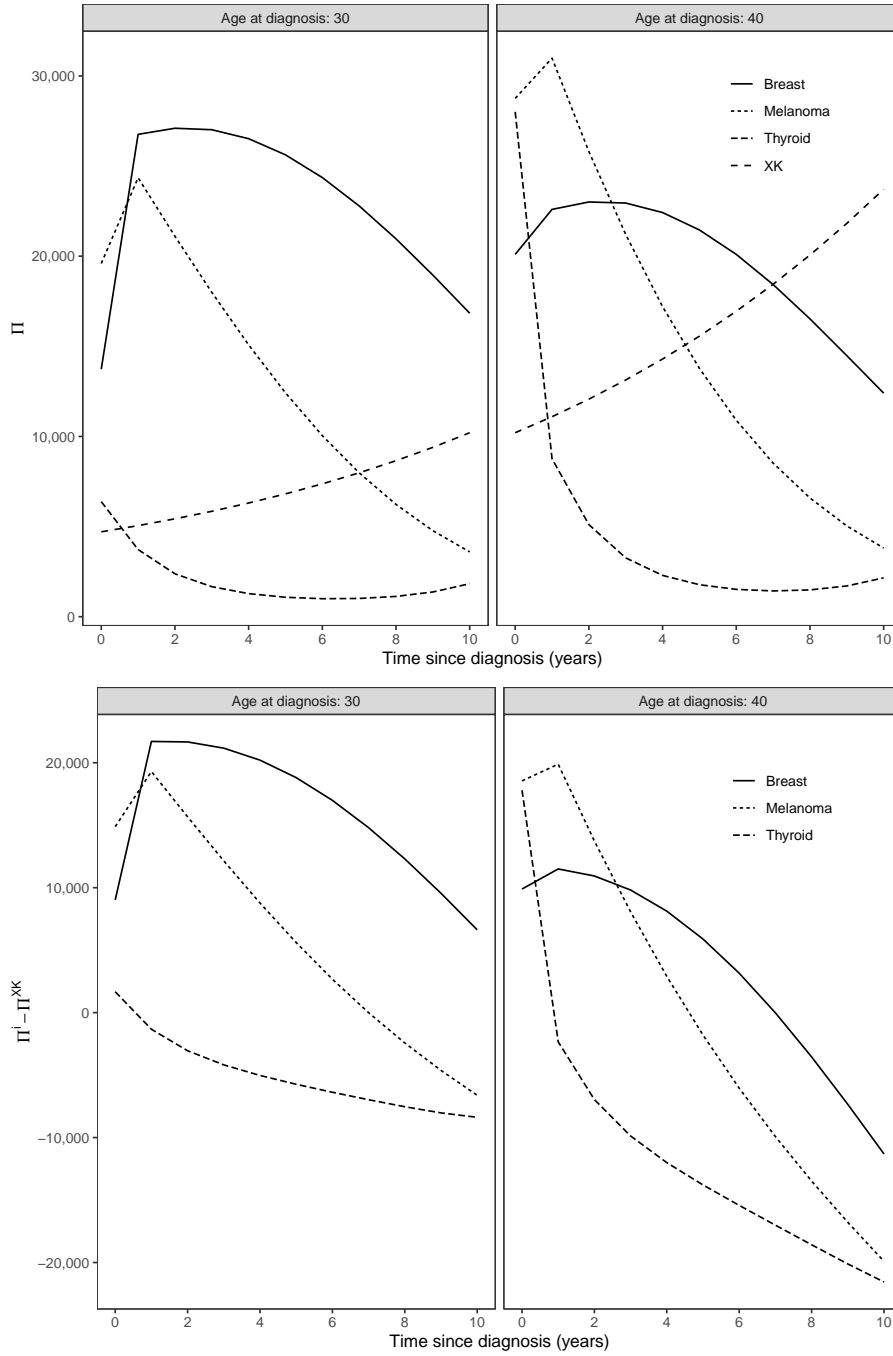 Age at diagnosis: 30
Age at diagnosis: 40
30,000
20,000
10,000
0
Π
Breast
Melanoma
Thyroid
XK
0 2 4 6 8 10
0 2 4 6 8 10
Time since diagnosis (years)
Age at diagnosis: 30
Age at diagnosis: 40
20,000
10,000
0
−10,000
−20,000
Πⁱ−Πˣᴷ
Breast
Melanoma
Thyroid
0 2 4 6 8 10
0 2 4 6 8 10
Time since diagnosis (years)